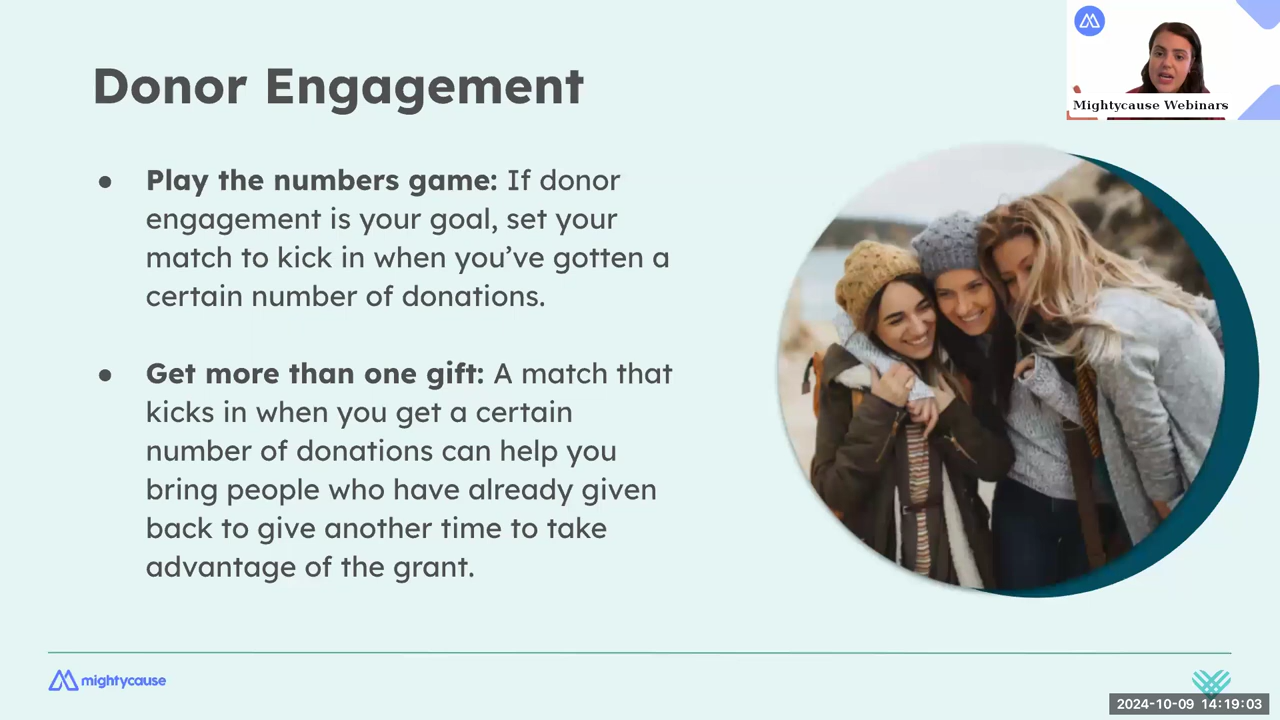 Donor Engagement
Mightycause Webinars
● Play the numbers game: If donor
engagement is your goal, set your
match to kick in when you’ve gotten a
certain number of donations.
● Get more than one gift: A match that
kicks in when you get a certain
number of donations can help you
bring people who have already given
back to give another time to take
advantage of the grant.
mightycause
2024-10-09 14:19:03